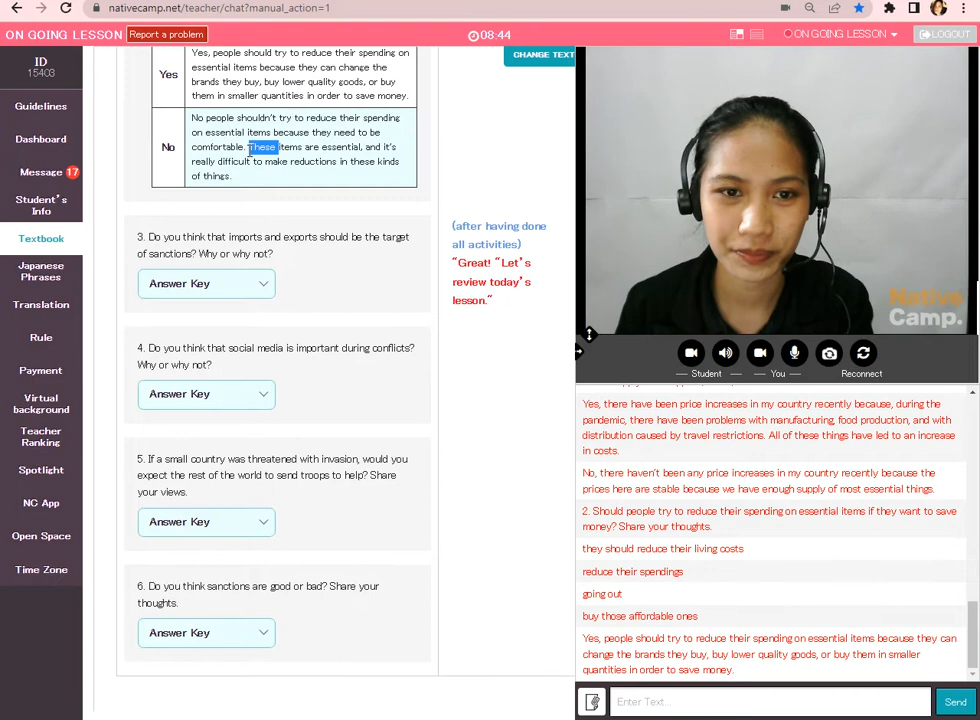 nativecamp.net/teacher/chat?manual_action=1
ON GOING LESSON
Report a problem
08:44
ON GOING LESSON
LOGOUT
ID
15403
Guidelines
Dashboard
Message 17
Student's
Info
Textbook
Japanese
Phrases
Translation
Rule
Payment
Virtual
background
Teacher
Ranking
Spotlight
NC App
Open Space
Time Zone
Yes
Yes, people should try to reduce their spending on
essential items because they can change the
brands they buy, buy lower quality goods, or buy
them in smaller quantities in order to save money.
No
No people shouldn't try to reduce their spending
on essential items because they need to be
comfortable. These items are essential, and it's
really difficult to make reductions in these kinds
of things.
3. Do you think that imports and exports should be the target
of sanctions? Why or why not?
Answer Key
4. Do you think that social media is important during conflicts?
Why or why not?
Answer Key
5. If a small country was threatened with invasion, would you
expect the rest of the world to send troops to help? Share
your views.
Answer Key
6. Do you think sanctions are good or bad? Share your
thoughts.
Answer Key
CHANGE TEXT
(after having done
all activities)
"Great! "Let's
review today's
lesson."
Native
Camp.
Student
You
Reconnect
Yes, there have been price increases in my country recently because, during the
pandemic, there have been problems with manufacturing, food production, and with
distribution caused by travel restrictions. All of these things have led to an increase
in costs.
No, there haven't been any price increases in my country recently because the
prices here are stable because we have enough supply of most essential things.
2. Should people try to reduce their spending on essential items if they want to save
money? Share your thoughts.
they should reduce their living costs
reduce their spendings
going out
buy those affordable ones
Yes, people should try to reduce their spending on essential items because they can
change the brands they buy, buy lower quality goods, or buy them in smaller
quantities in order to save money.
Enter Text...
Send